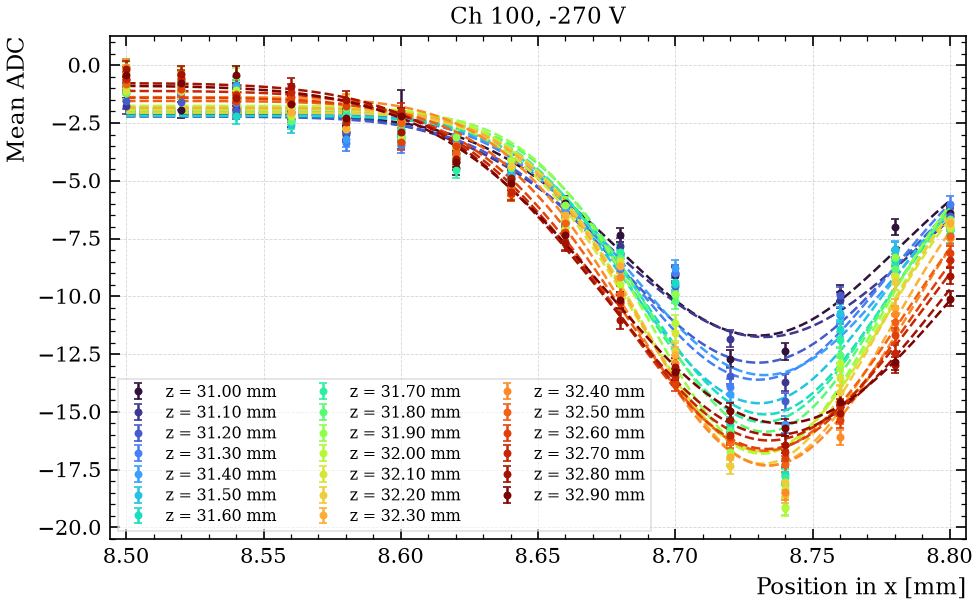 Ch 100, -270 V
Mean ADC
0.0
−2.5
−5.0
−7.5
−10.0
−12.5
−15.0
−17.5
−20.0
z = 31.00 mm
z = 31.10 mm
z = 31.20 mm
z = 31.30 mm
z = 31.40 mm
z = 31.50 mm
z = 31.60 mm
z = 31.70 mm
z = 31.80 mm
z = 31.90 mm
z = 32.00 mm
z = 32.10 mm
z = 32.20 mm
z = 32.30 mm
z = 32.40 mm
z = 32.50 mm
z = 32.60 mm
z = 32.70 mm
z = 32.80 mm
z = 32.90 mm
8.50 8.55 8.60 8.65 8.70 8.75 8.80
Position in x [mm]